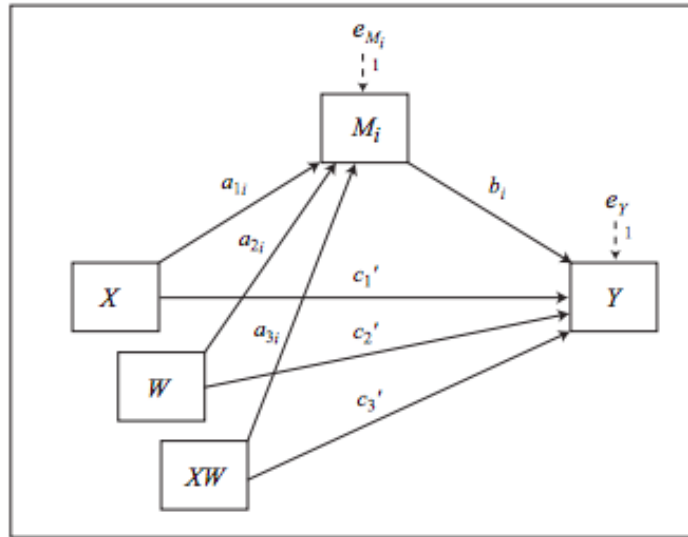 e_{M_i}
1
M_i
a_{1i}
b_i
a_{2i}
e_Y
1
X
c_1'
Y
a_{3i}
c_2'
W
c_3'
XW